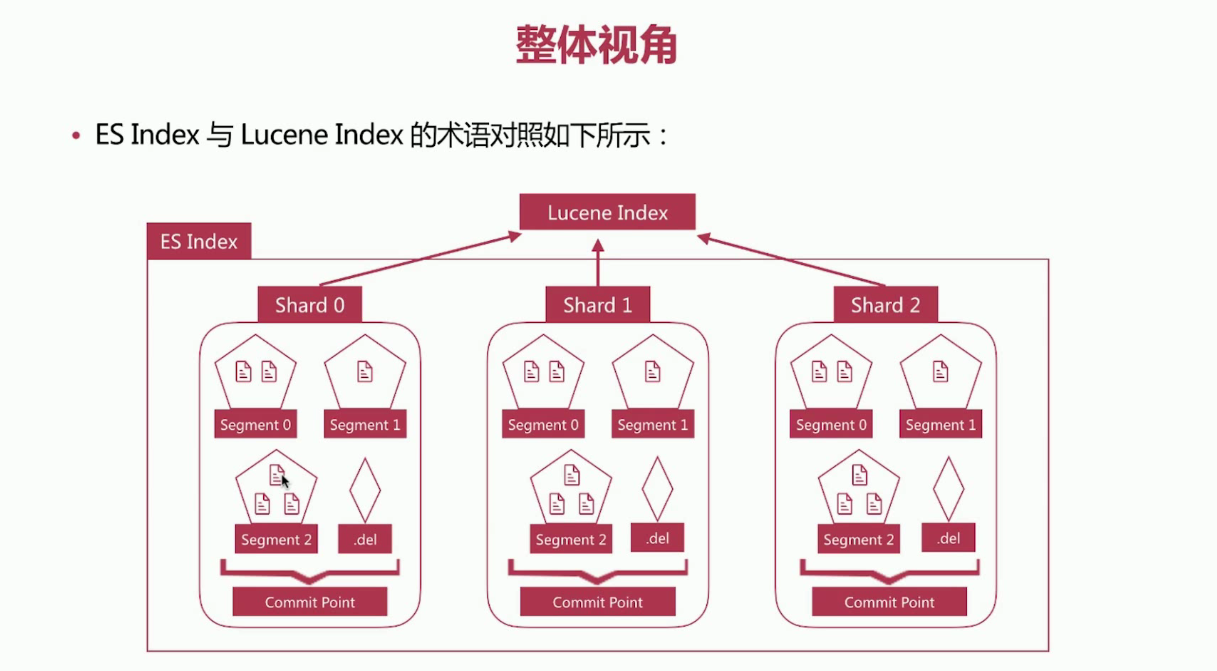 整体视角
• ES Index 与 Lucene Index 的术语对照如下所示：
Lucene Index
ES Index
Shard 0
Shard 1
Shard 2
Segment 0
Segment 1
Segment 0
Segment 1
Segment 0
Segment 1
Segment 2
.del
Segment 2
.del
Segment 2
.del
Commit Point
Commit Point
Commit Point